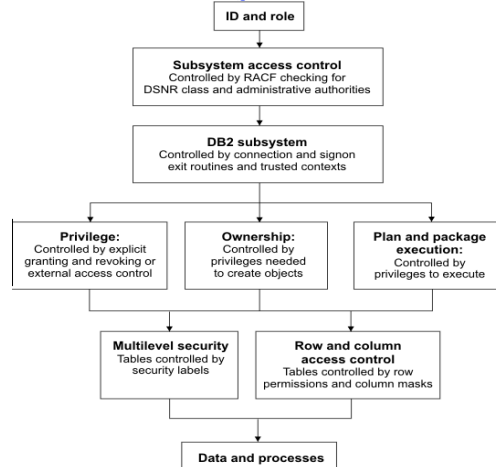 ID and role
Subsystem access control
Controlled by RACF checking for
DSNR class and administrative authorities
DB2 subsystem
Controlled by connection and signon
exit routines and trusted contexts
Privilege:
Controlled by explicit
granting and revoking or
external access control
Ownership:
Controlled by
privileges needed
to create objects
Plan and package
execution:
Controlled by
privileges to execute
Multilevel security
Tables controlled by
security labels
Row and column
access control
Tables controlled by row
permissions and column masks
Data and processes